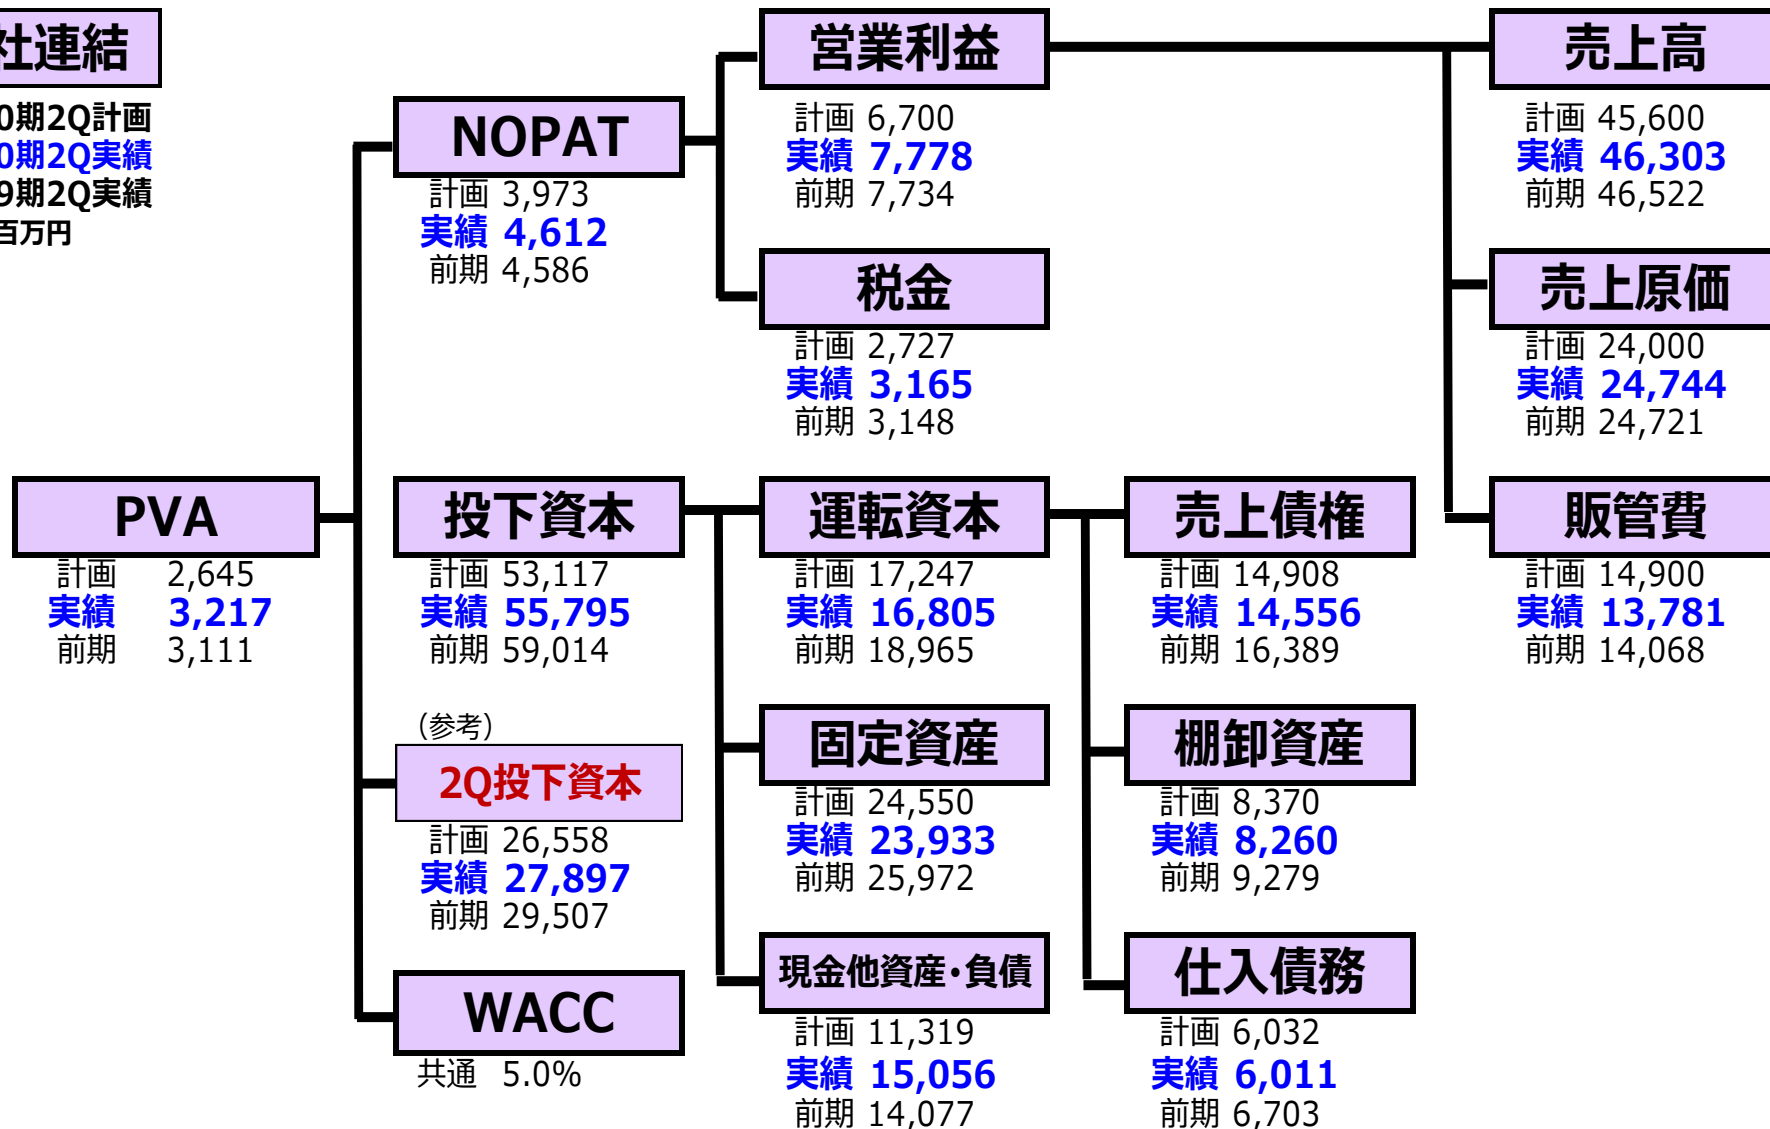 社連結
0期2Q計画
0期2Q実績
9期2Q実績
百万円
PVA
計画 2,645
実績 3,217
前期 3,111
NOPAT
計画 3,973
実績 4,612
前期 4,586
投下資本
計画 53,117
実績 55,795
前期 59,014
(参考)
2Q投下資本
計画 26,558
実績 27,897
前期 29,507
WACC
共通 5.0%
営業利益
計画 6,700
実績 7,778
前期 7,734
税金
計画 2,727
実績 3,165
前期 3,148
運転資本
計画 17,247
実績 16,805
前期 18,965
固定資産
計画 24,550
実績 23,933
前期 25,972
現金他資産・負債
計画 11,319
実績 15,056
前期 14,077
売上債権
計画 14,908
実績 14,556
前期 16,389
棚卸資産
計画 8,370
実績 8,260
前期 9,279
仕入債務
計画 6,032
実績 6,011
前期 6,703
売上高
計画 45,600
実績 46,303
前期 46,522
売上原価
計画 24,000
実績 24,744
前期 24,721
販管費
計画 14,900
実績 13,781
前期 14,068